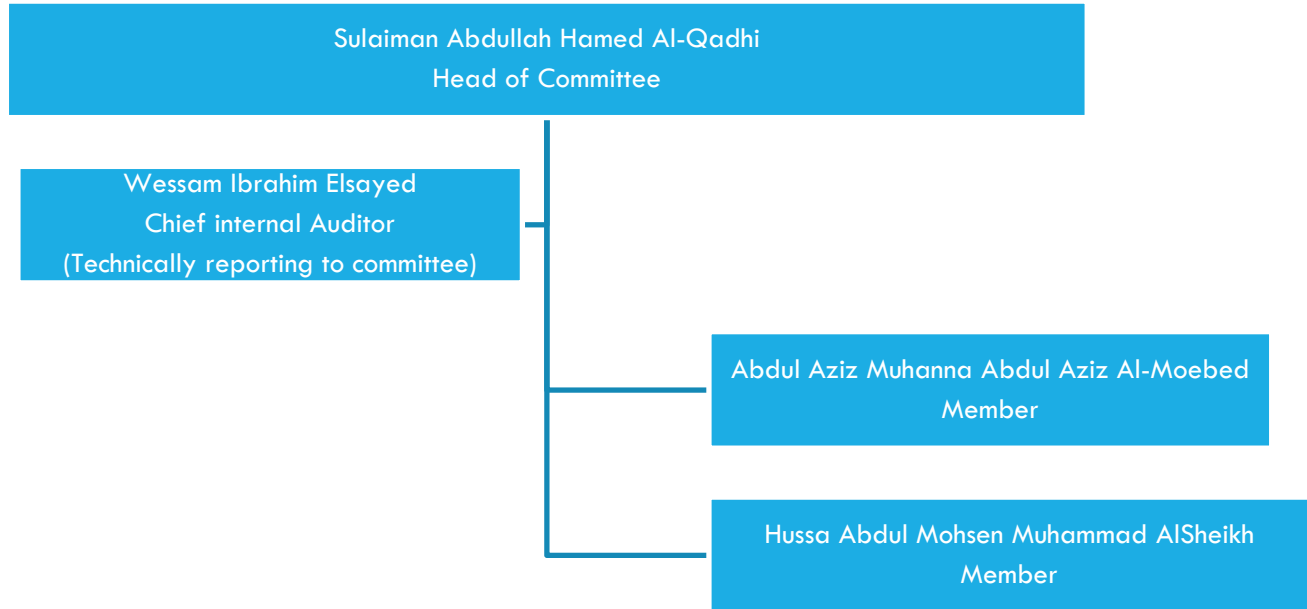 Sulaiman Abdullah Hamed Al-Qadhi
Head of Committee
Wessam Ibrahim Elsayed
Chief internal Auditor
(Technically reporting to committee)
Abdul Aziz Muhanna Abdul Aziz Al-Moebed
Member
Hussa Abdul Mohsen Muhammad AlSheikh
Member